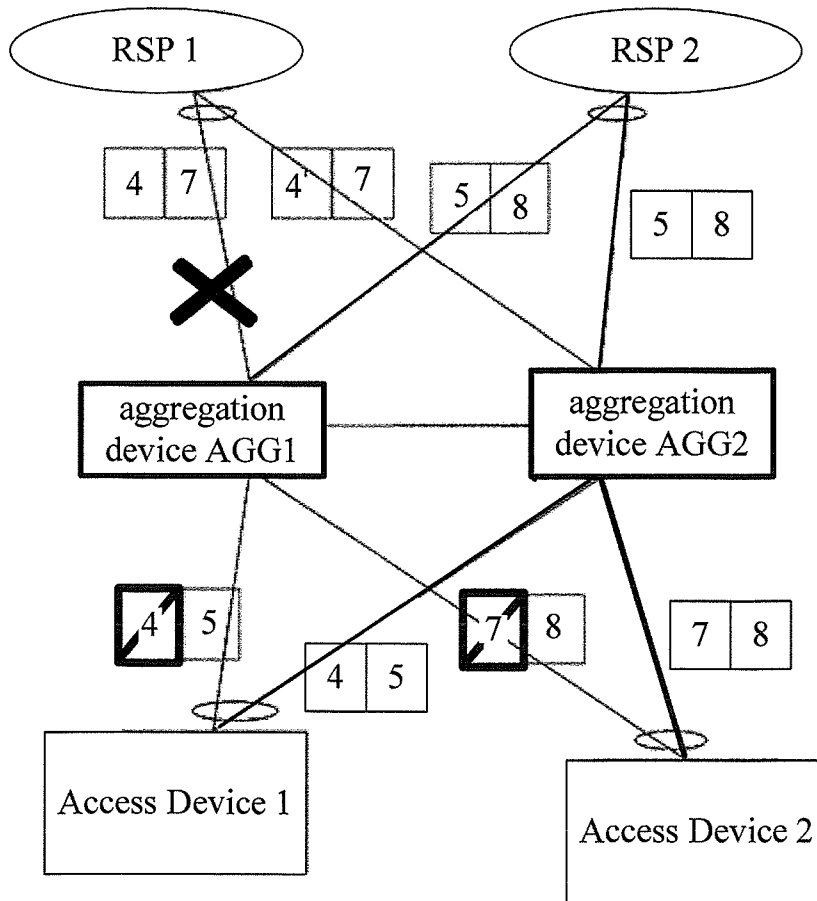 RSP 1
RSP 2
4 7
4' 7
5 8
5 8
aggregation
device AGG1
aggregation
device AGG2
4 5
4 5
7 8
7 8
Access Device 1
Access Device 2